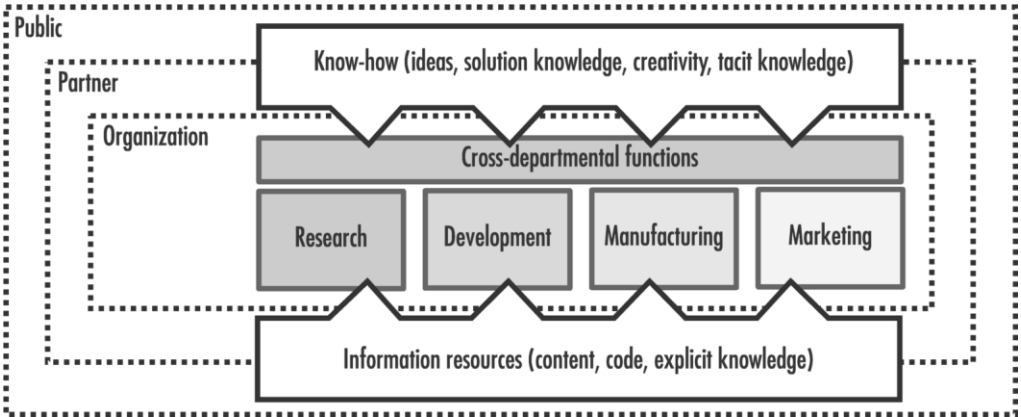 Public
Know-how (ideas, solution knowledge, creativity, tacit knowledge)
Partner
Organization
Cross-departmental functions
Research
Development
Manufacturing
Marketing
Information resources (content, code, explicit knowledge)